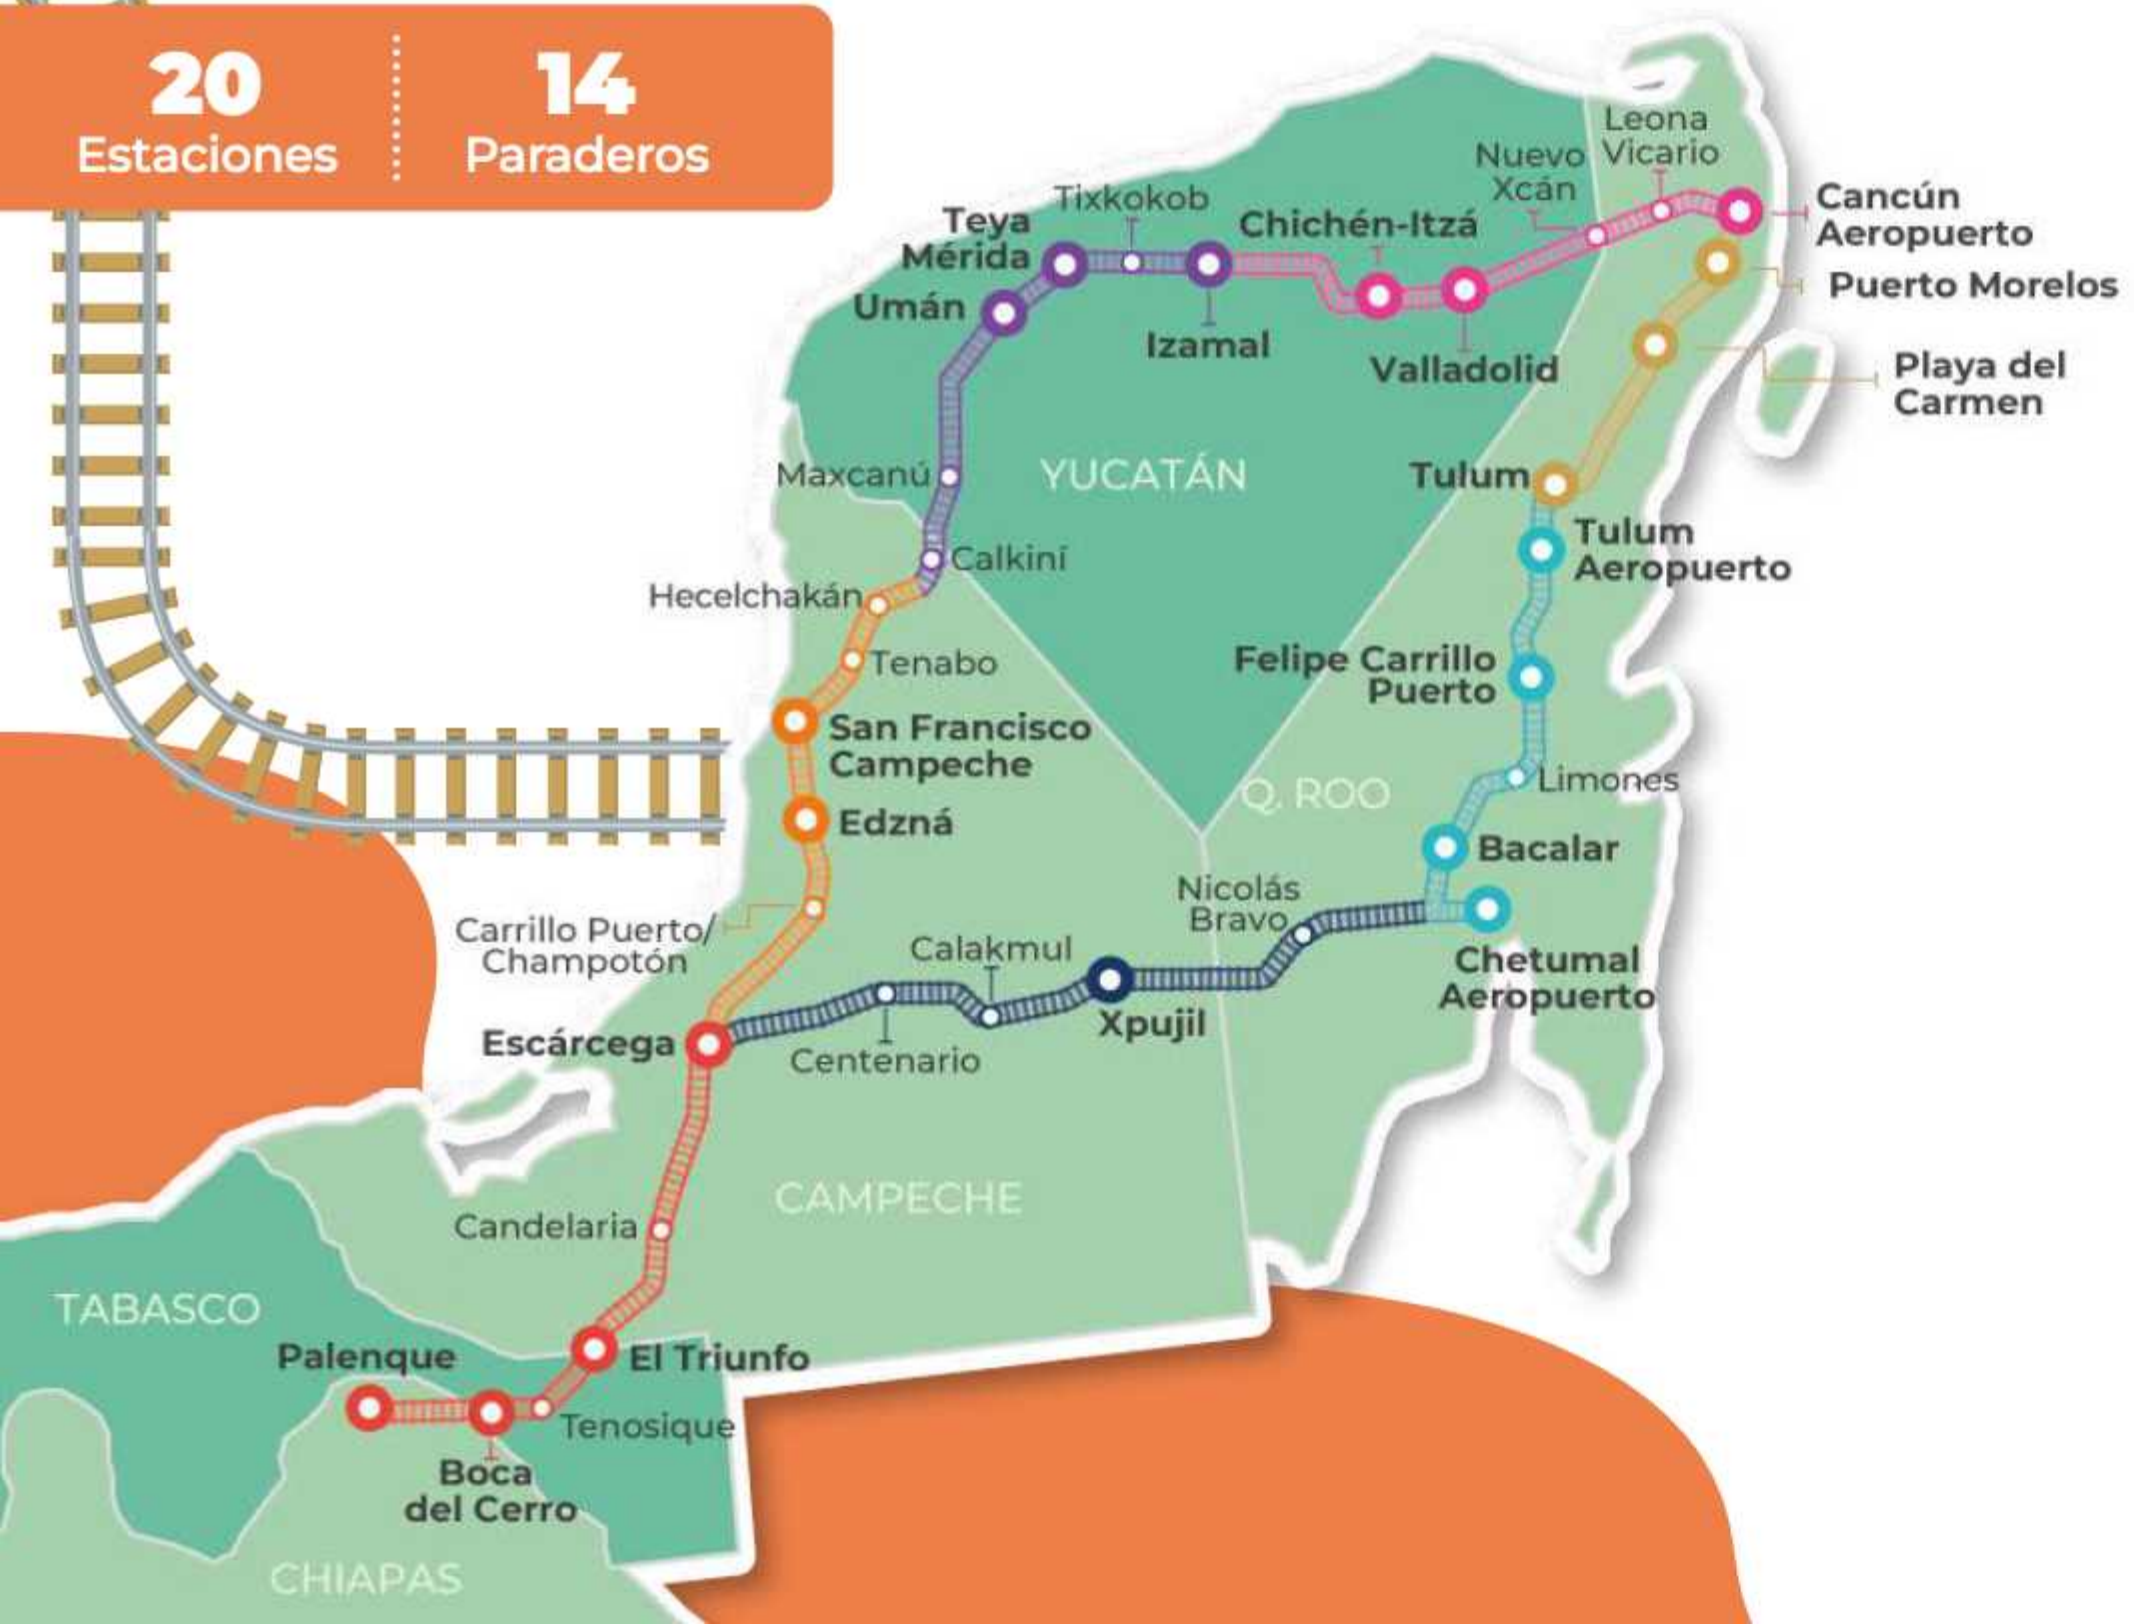 20
Estaciones
14
Paraderos
Leona
Vicario
Nuevo
Xcán
Cancún
Aeropuerto
Tixkokob
Teya
Mérida
Chichén-Itzá
Puerto Morelos
Umán
Izamal
Valladolid
Playa del
Carmen
Maxcanú
YUCATÁN
Tulum
Tulum
Aeropuerto
Calkiní
Hecelchakán
Tenabo
Felipe Carrillo
Puerto
San Francisco
Campeche
Limones
Q. ROO
Edzná
Bacalar
Nicolás
Bravo
Carrillo Puerto/
Champotón
Calakmul
Chetumal
Aeropuerto
Xpujil
Escárcega
Centenario
CAMPECHE
Candelaria
TABASCO
Palenque
El Triunfo
Tenosique
Boca
del Cerro
CHIAPAS